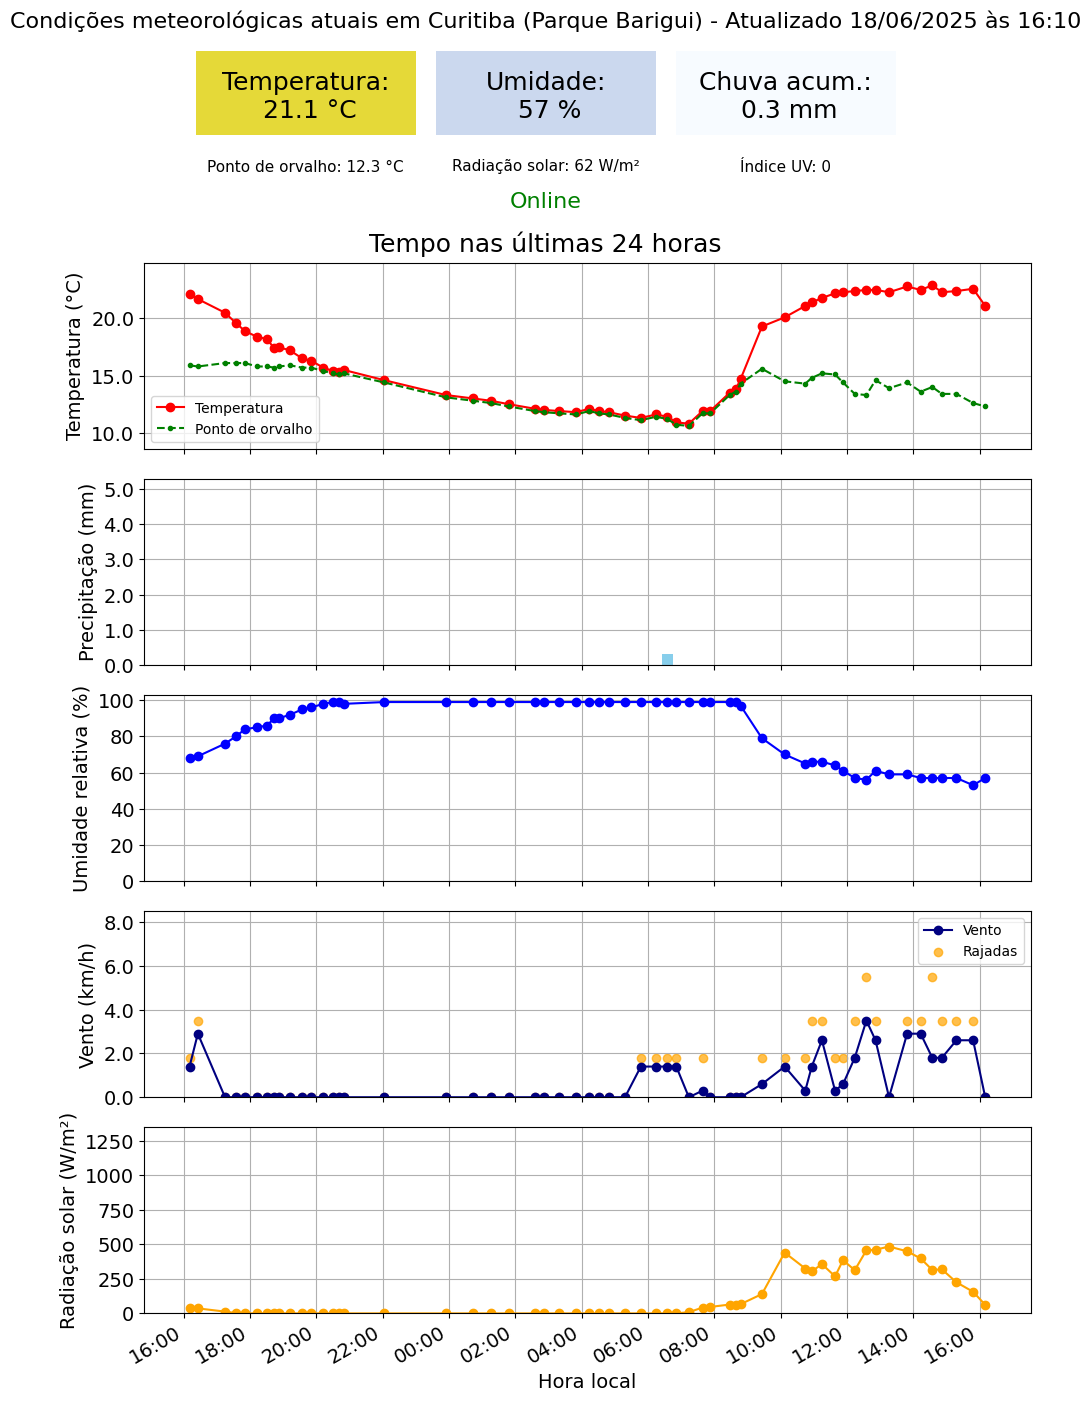 Condições meteorológicas atuais em Curitiba (Parque Barigui) - Atualizado 18/06/2025 às 16:10
Temperatura:
21.1 °C
Umidade:
57 %
Chuva acum.:
0.3 mm
Ponto de orvalho: 12.3 °C
Radiação solar: 62 W/m²
Índice UV: 0
Online
Tempo nas últimas 24 horas
Temperatura (°C)
20.0
15.0
10.0
Temperatura
Ponto de orvalho
Precipitação (mm)
5.0
4.0
3.0
2.0
1.0
0.0
Umidade relativa (%)
100
80
60
40
20
0
Vento (km/h)
8.0
6.0
4.0
2.0
0.0
Vento
Rajadas
Radiação solar (W/m²)
1250
1000
750
500
250
0
16:00
18:00
20:00
22:00
00:00
02:00
04:00
06:00
08:00
10:00
12:00
14:00
16:00
Hora local